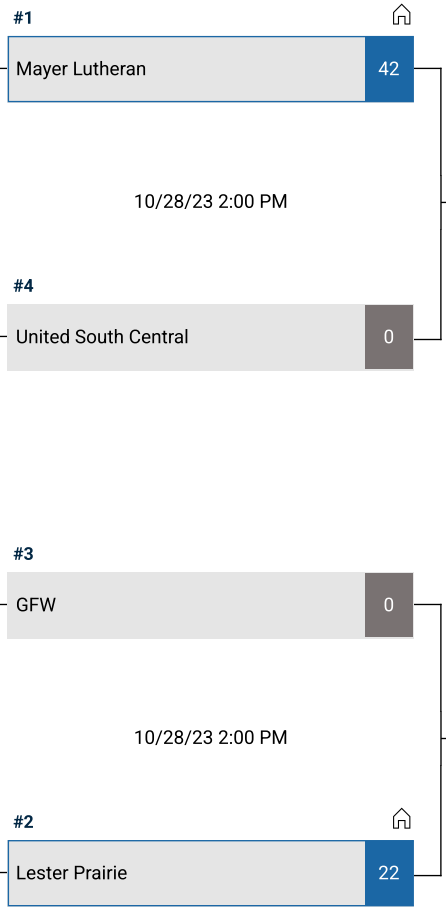 #1
Mayer Lutheran 42
10/28/23 2:00 PM
#4
United South Central 0
#3
GFW 0
10/28/23 2:00 PM
#2
Lester Prairie 22